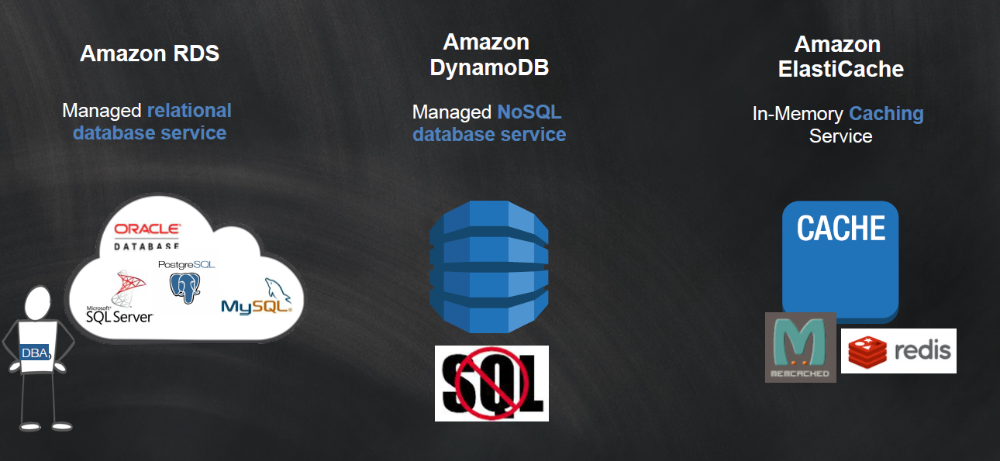 Amazon RDS
Managed relational
database service
ORACLE
DATABASE
PostgreSQL
Microsoft
SQL Server
MySQL
DBA
Amazon
DynamoDB
Managed NoSQL
database service
SQL
Amazon
ElastiCache
In-Memory Caching
Service
CACHE
MEMCACHED
redis